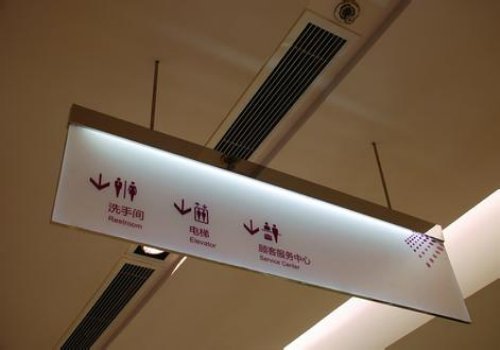 洗手间
Restroom
电梯
Elevator
顾客服务中心
Service Center